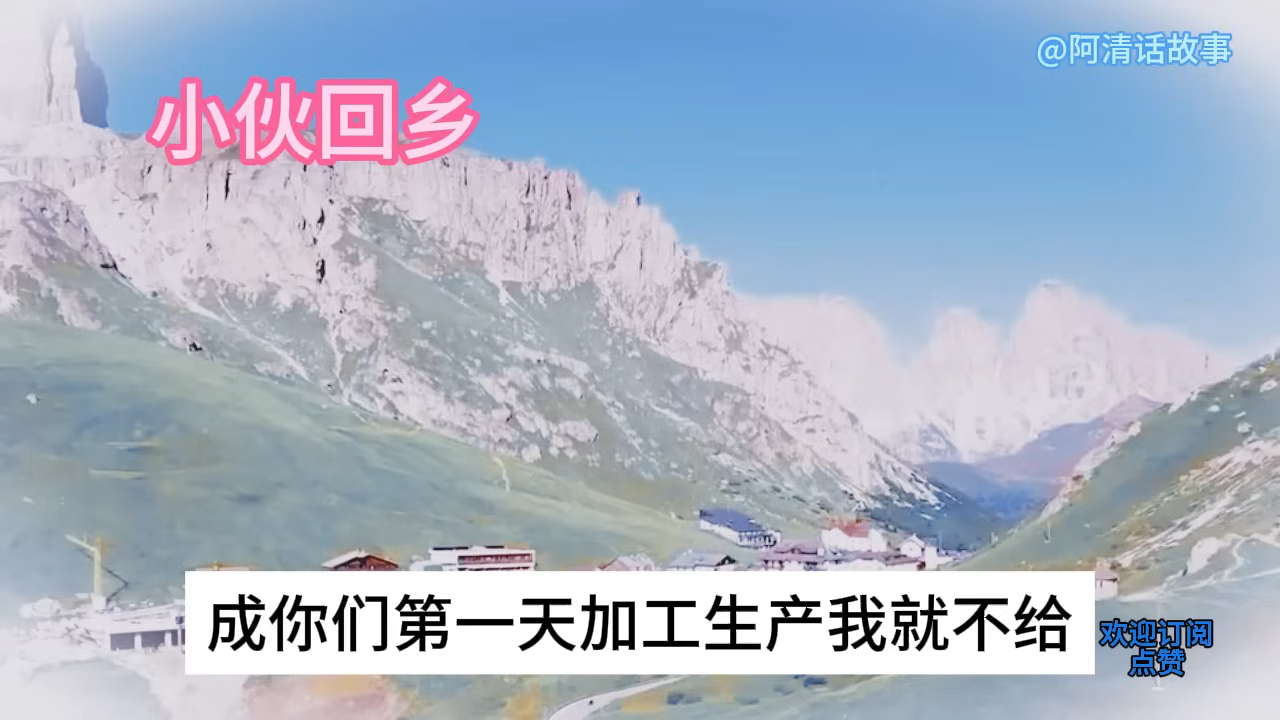 @阿清话故事
小伙回乡
成你们第一天加工生产我就不给
欢迎订阅
点赞